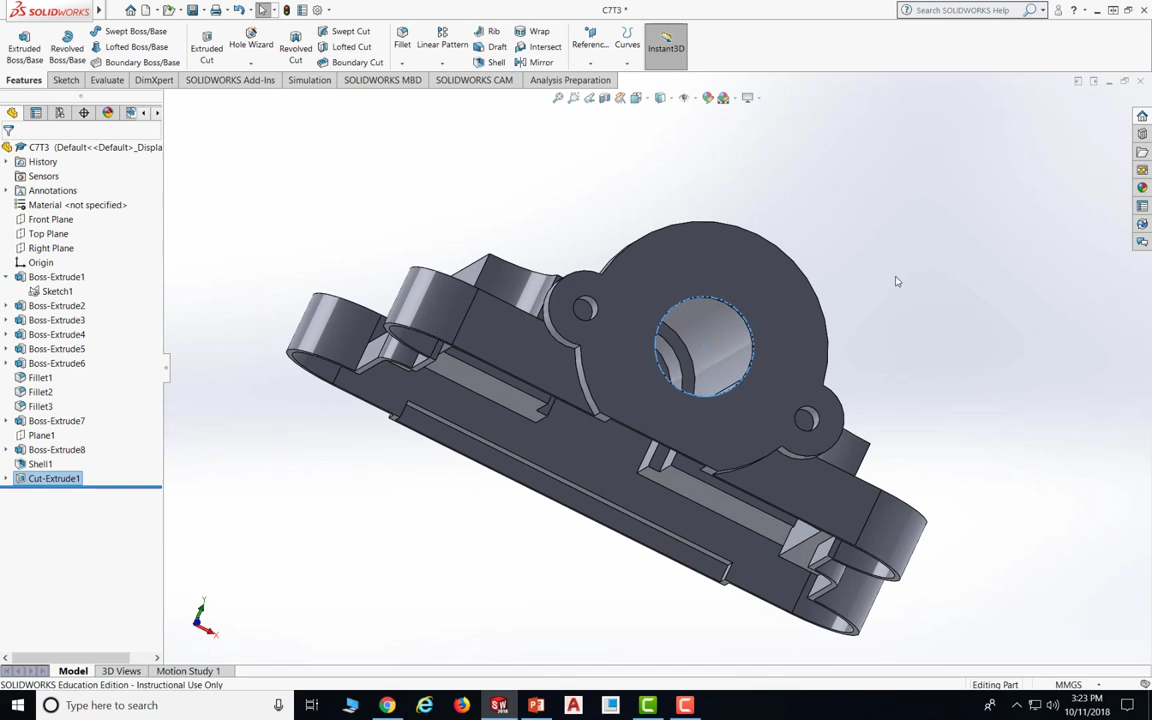 SOLIDWORKS
C7T3 *
Search SOLIDWORKS Help
Extruded Boss/Base
Revolved Boss/Base
Swept Boss/Base
Lofted Boss/Base
Boundary Boss/Base
Extruded Cut
Hole Wizard
Revolved Cut
Swept Cut
Lofted Cut
Boundary Cut
Fillet
Linear Pattern
Rib
Draft
Shell
Wrap
Intersect
Mirror
Referenc...
Curves
Instant3D
Features Sketch Evaluate DimXpert SOLIDWORKS Add-Ins Simulation SOLIDWORKS MBD SOLIDWORKS CAM Analysis Preparation
C7T3 (Default<<Default>_Displa
History
Sensors
Annotations
Material <not specified>
Front Plane
Top Plane
Right Plane
Origin
Boss-Extrude1
Sketch1
Boss-Extrude2
Boss-Extrude3
Boss-Extrude4
Boss-Extrude5
Boss-Extrude6
Fillet1
Fillet2
Fillet3
Boss-Extrude7
Plane1
Boss-Extrude8
Shell1
Cut-Extrude1
Y
X
Model 3D Views Motion Study 1
SOLIDWORKS Education Edition - Instructional Use Only
Editing Part MMGS
Type here to search
3:23 PM
10/11/2018